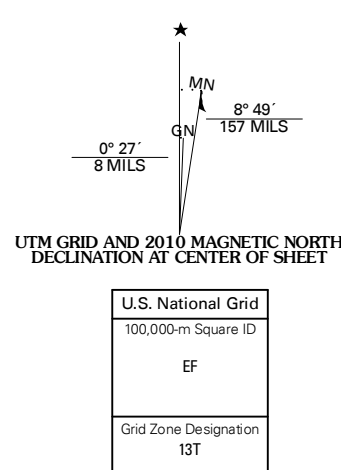 ★
MN
8° 49´
157 MILS
GN
0° 27´
8 MILS
UTM GRID AND 2010 MAGNETIC NORTH
DECLINATION AT CENTER OF SHEET
U.S. National Grid
100,000-m Square ID
EF
Grid Zone Designation
13T